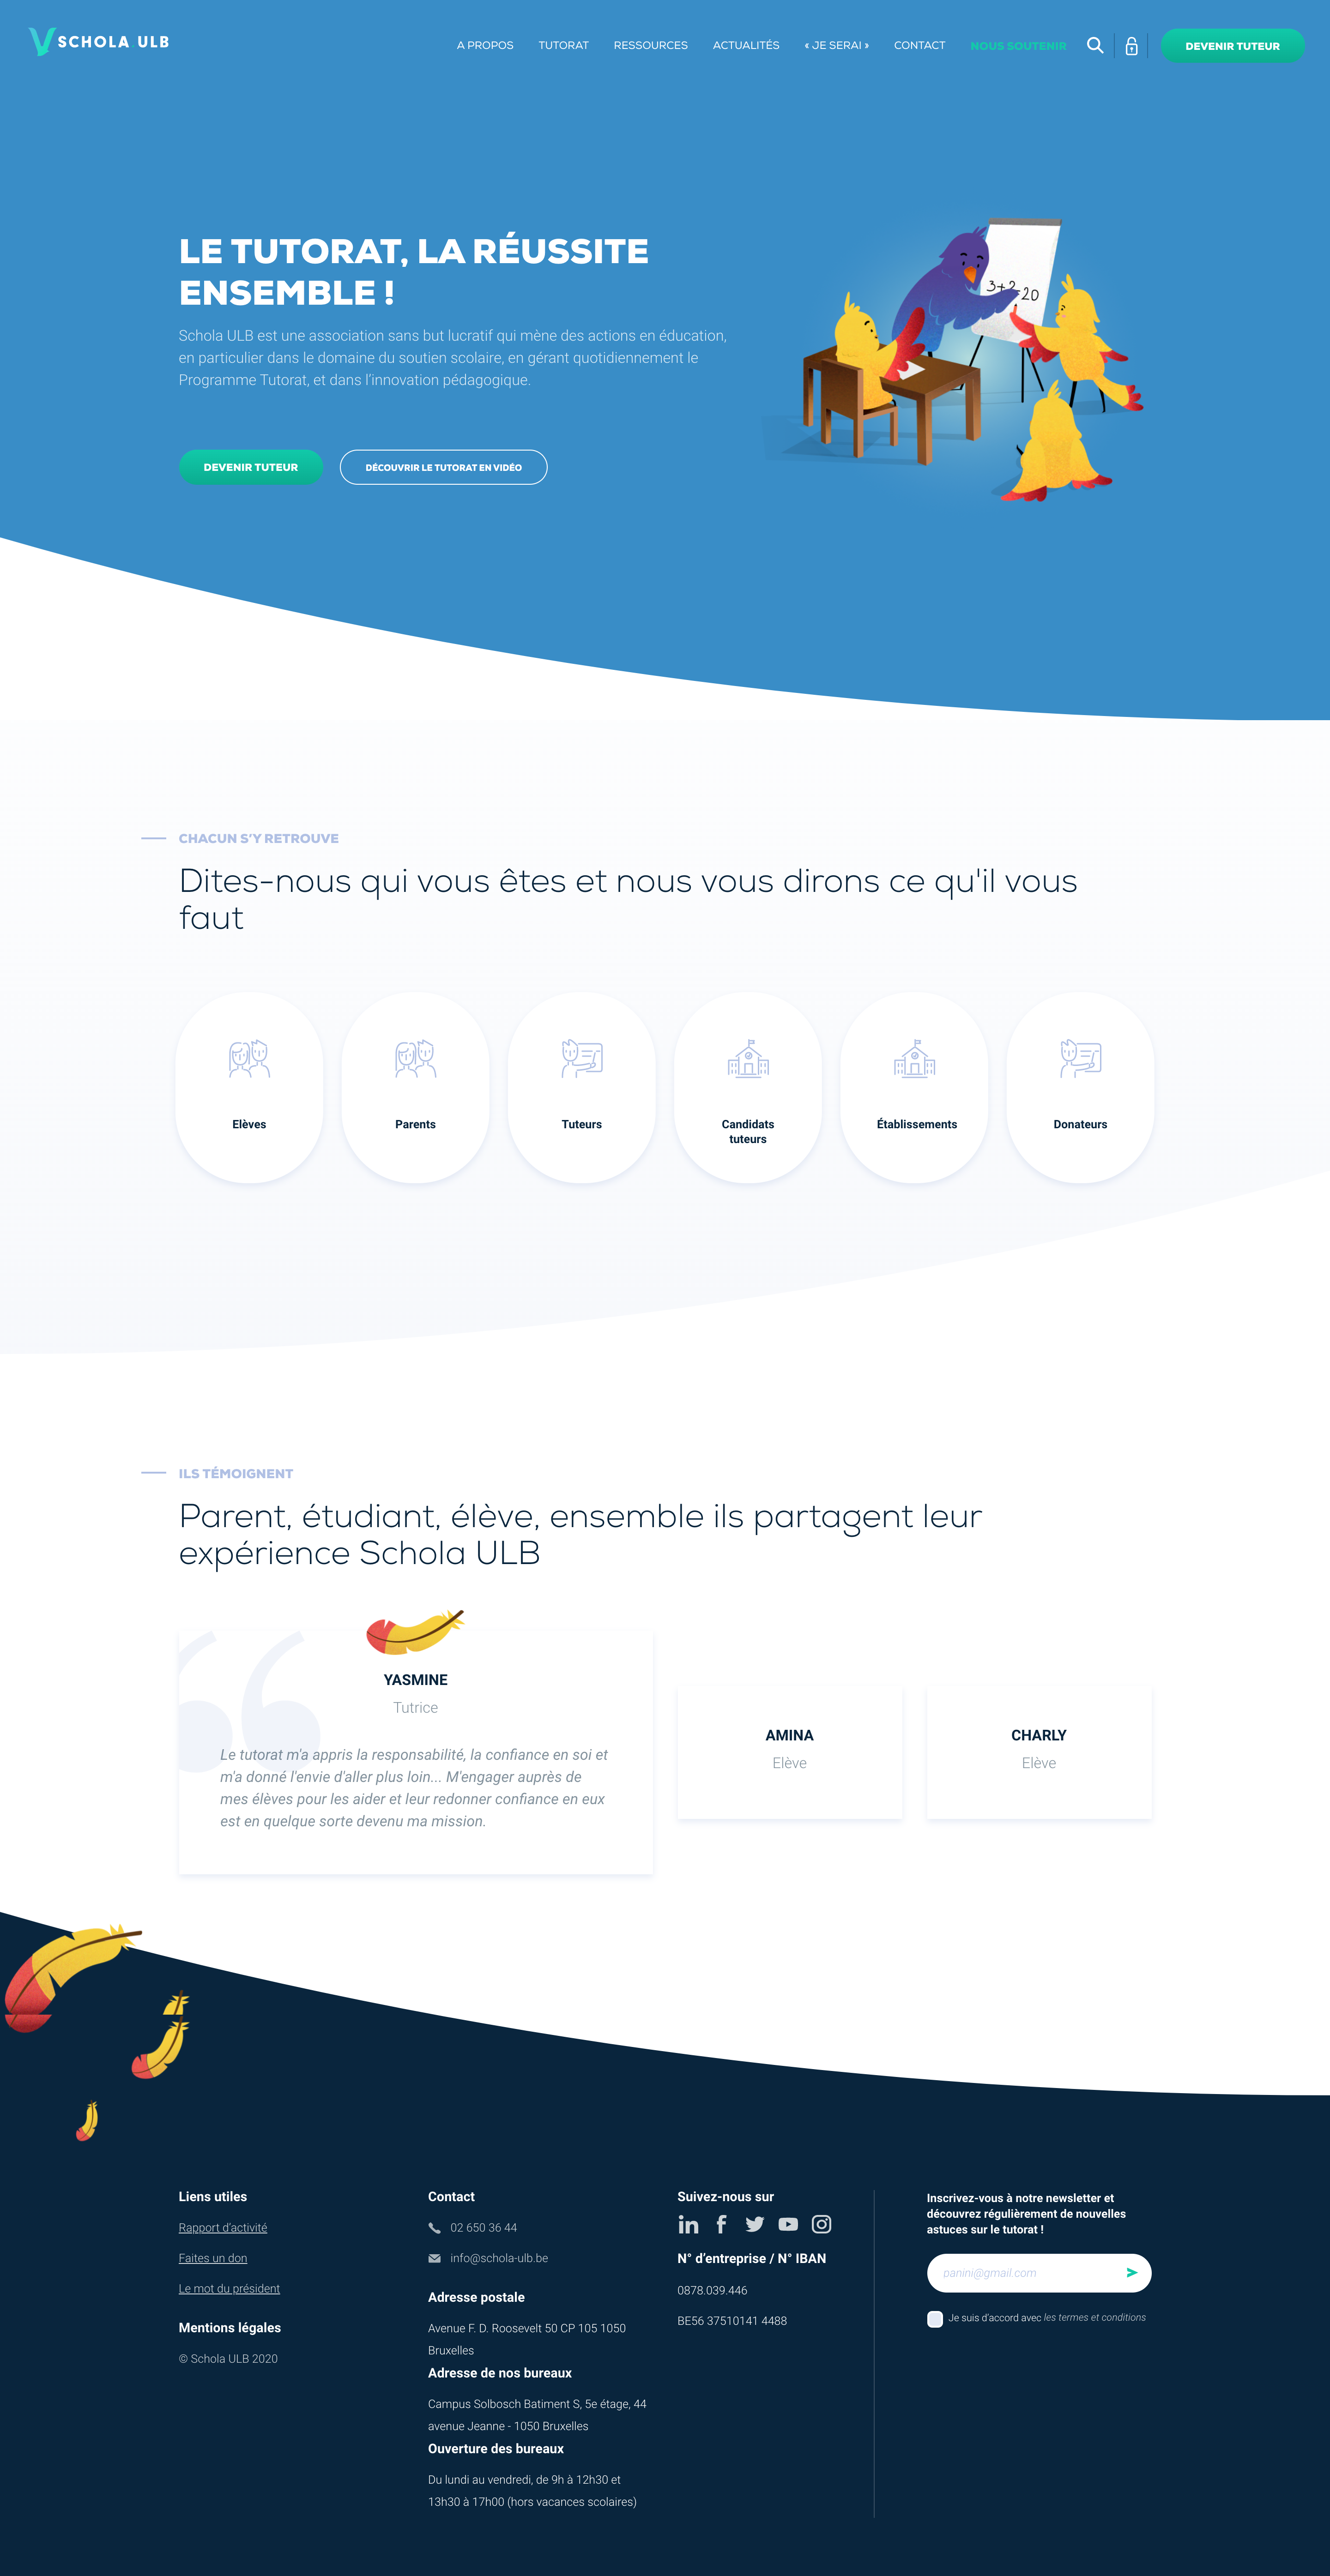 SCHOLA ULB
A PROPOS
TUTORAT
RESSOURCES
ACTUALITÉS
« JE SERAI »
CONTACT
NOUS SOUTENIR
DEVENIR TUTEUR
LE TUTORAT, LA RÉUSSITE
ENSEMBLE !
Schola ULB est une association sans but lucratif qui mène des actions en éducation,
en particulier dans le domaine du soutien scolaire, en gérant quotidiennement le
Programme Tutorat, et dans l’innovation pédagogique.
DEVENIR TUTEUR
DÉCOUVRIR LE TUTORAT EN VIDÉO
CHACUN S’Y RETROUVE
Dites-nous qui vous êtes et nous vous dirons ce qu'il vous
faut
Elèves
Parents
Tuteurs
Candidats
tuteurs
Établissements
Donateurs
ILS TÉMOIGNENT
Parent, étudiant, élève, ensemble ils partagent leur
expérience Schola ULB
YASMINE
Tutrice
Le tutorat m'a appris la responsabilité, la confiance en soi et
m'a donné l'envie d'aller plus loin... M'engager auprès de
mes élèves pour les aider et leur redonner confiance en eux
est en quelque sorte devenu ma mission.
AMINA
Elève
CHARLY
Elève
Liens utiles
Rapport d’activité
Faites un don
Le mot du président
Mentions légales
© Schola ULB 2020
Contact
02 650 36 44
info@schola-ulb.be
Adresse postale
Avenue F. D. Roosevelt 50 CP 105 1050
Bruxelles
Adresse de nos bureaux
Campus Solbosch Batiment S, 5e étage, 44
avenue Jeanne - 1050 Bruxelles
Ouverture des bureaux
Du lundi au vendredi, de 9h à 12h30 et
13h30 à 17h00 (hors vacances scolaires)
Suivez-nous sur
N° d’entreprise / N° IBAN
0878.039.446
BE56 37510141 4488
Inscrivez-vous à notre newsletter et
découvrez régulièrement de nouvelles
astuces sur le tutorat !
panini@gmail.com
Je suis d’accord avec les termes et conditions